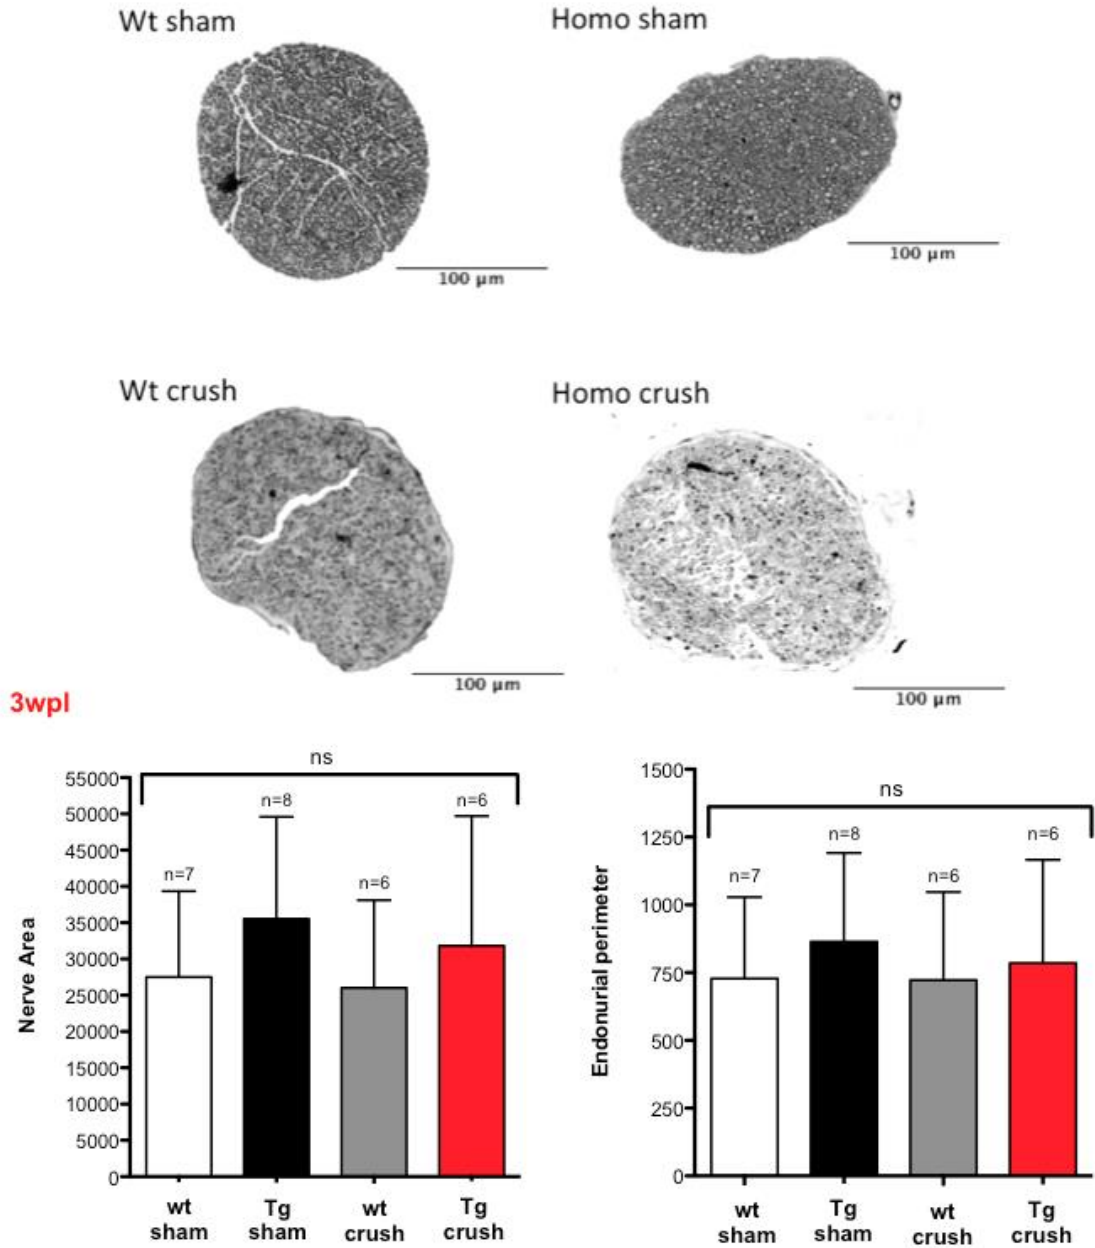 Wt sham
Homo sham
100 µm
100 µm
Wt crush
Homo crush
100 µm
100 µm
3wpl
ns
55000
50000
45000
40000
35000
30000
25000
20000
15000
10000
5000
0
Nerve Area
n=7
n=8
n=6
n=6
wt sham
Tg sham
wt crush
Tg crush
ns
1500
1250
1000
750
500
250
0
Endonurial perimeter
n=7
n=8
n=6
n=6
wt sham
Tg sham
wt crush
Tg crush